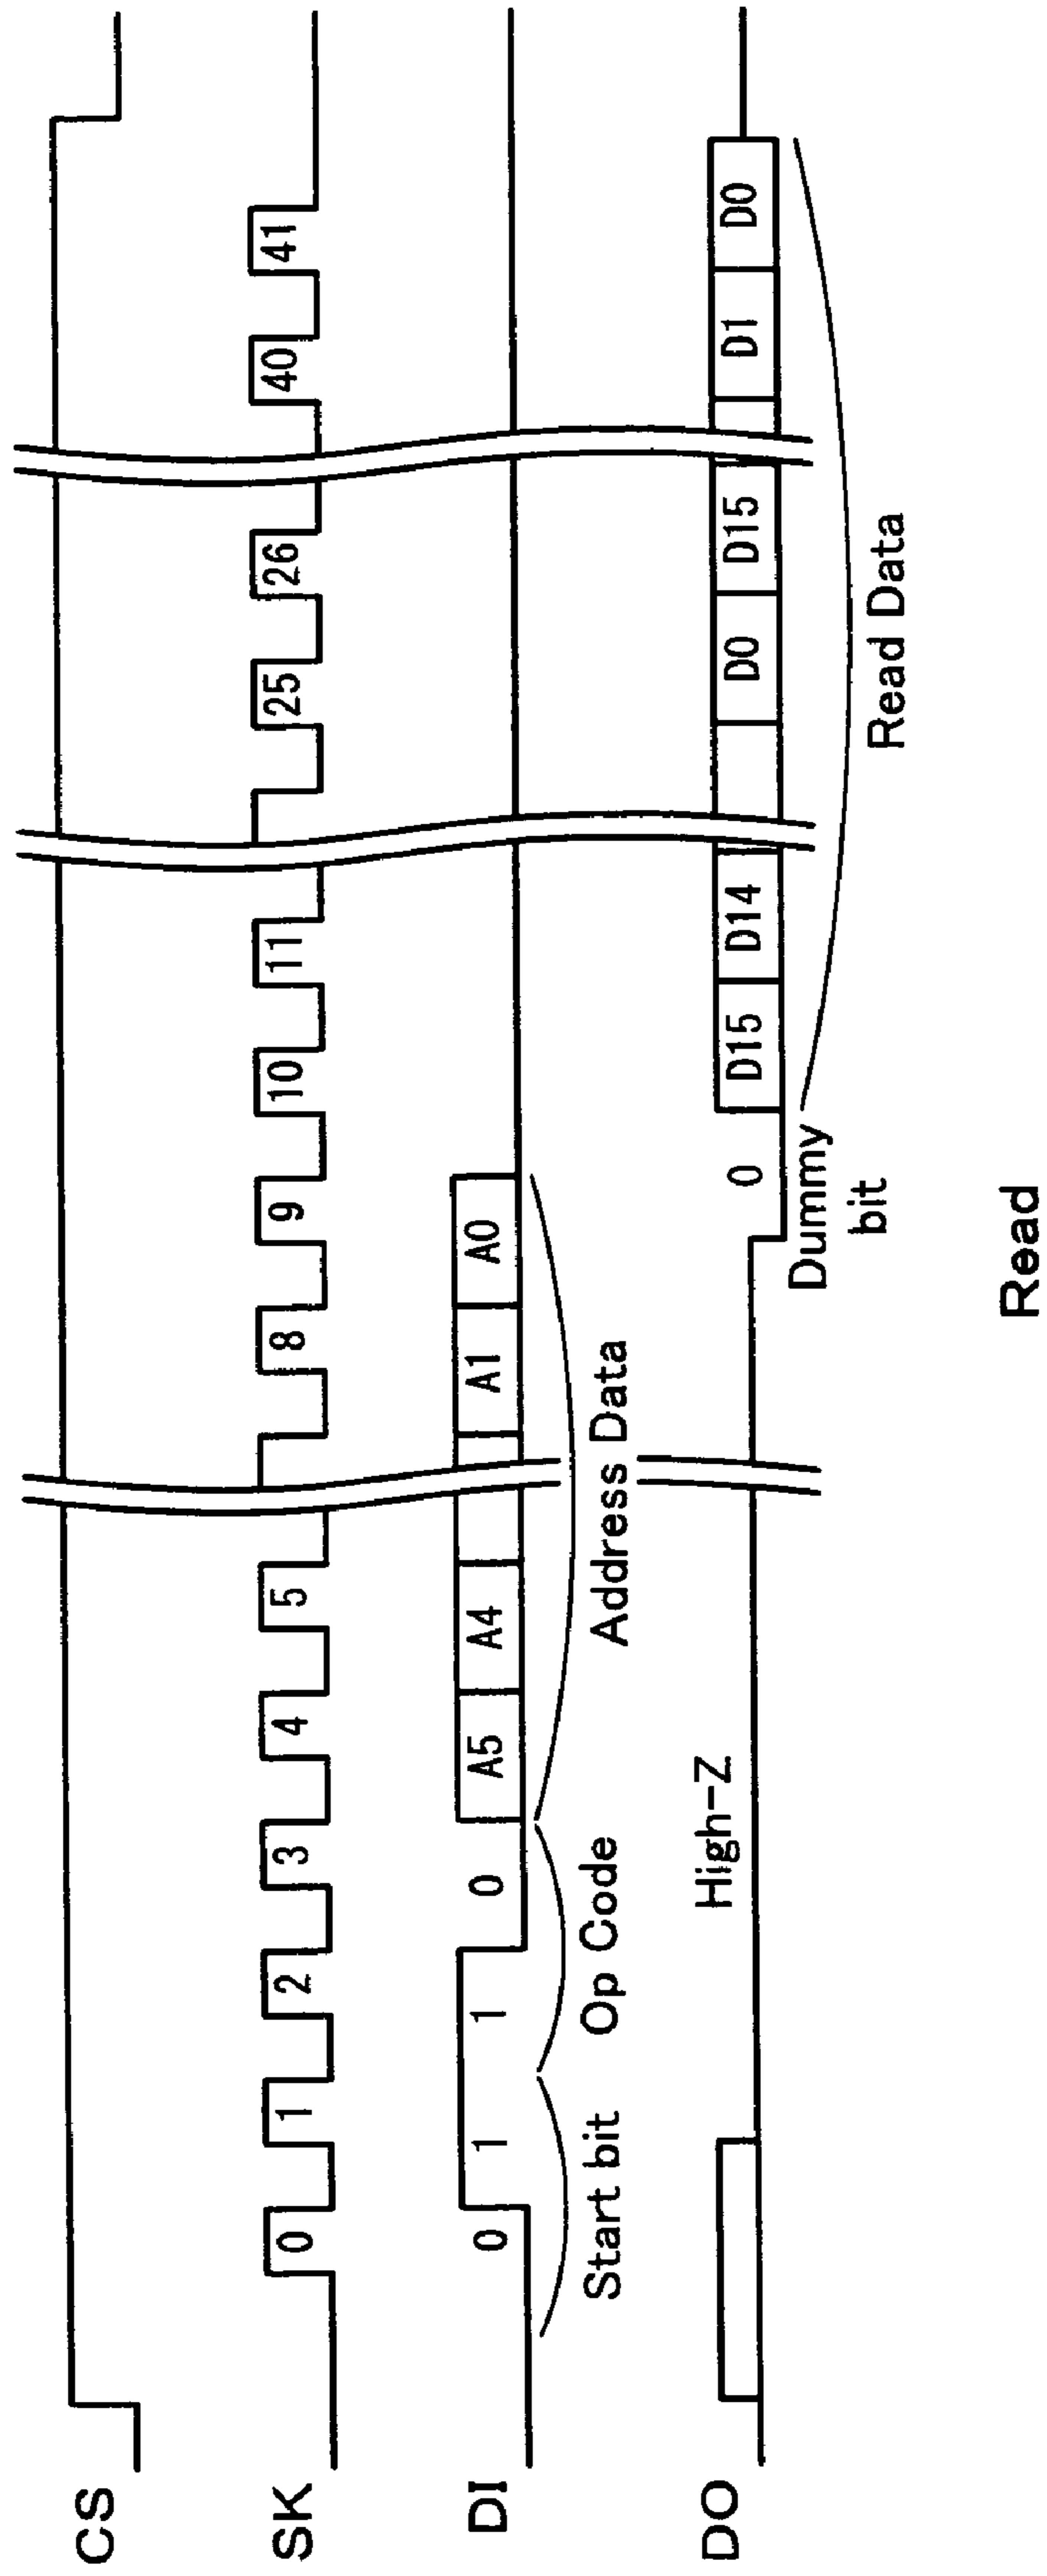 CS
SK
0 1 2 3 4 5 8 9 10 11 25 26 40 41
DI
0 1 1 0 A5 A4 A1 A0
Start bit Op Code Address Data
DO
High-Z 0 D15 D14 D0 D15 D1 D0
Dummy
bit
Read Data
Read